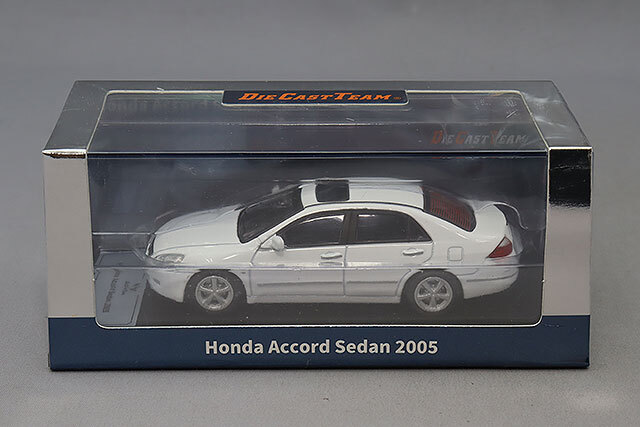 DIE CAST TEAM
DIE CAST TEAM
Honda Accord Sedan 2005